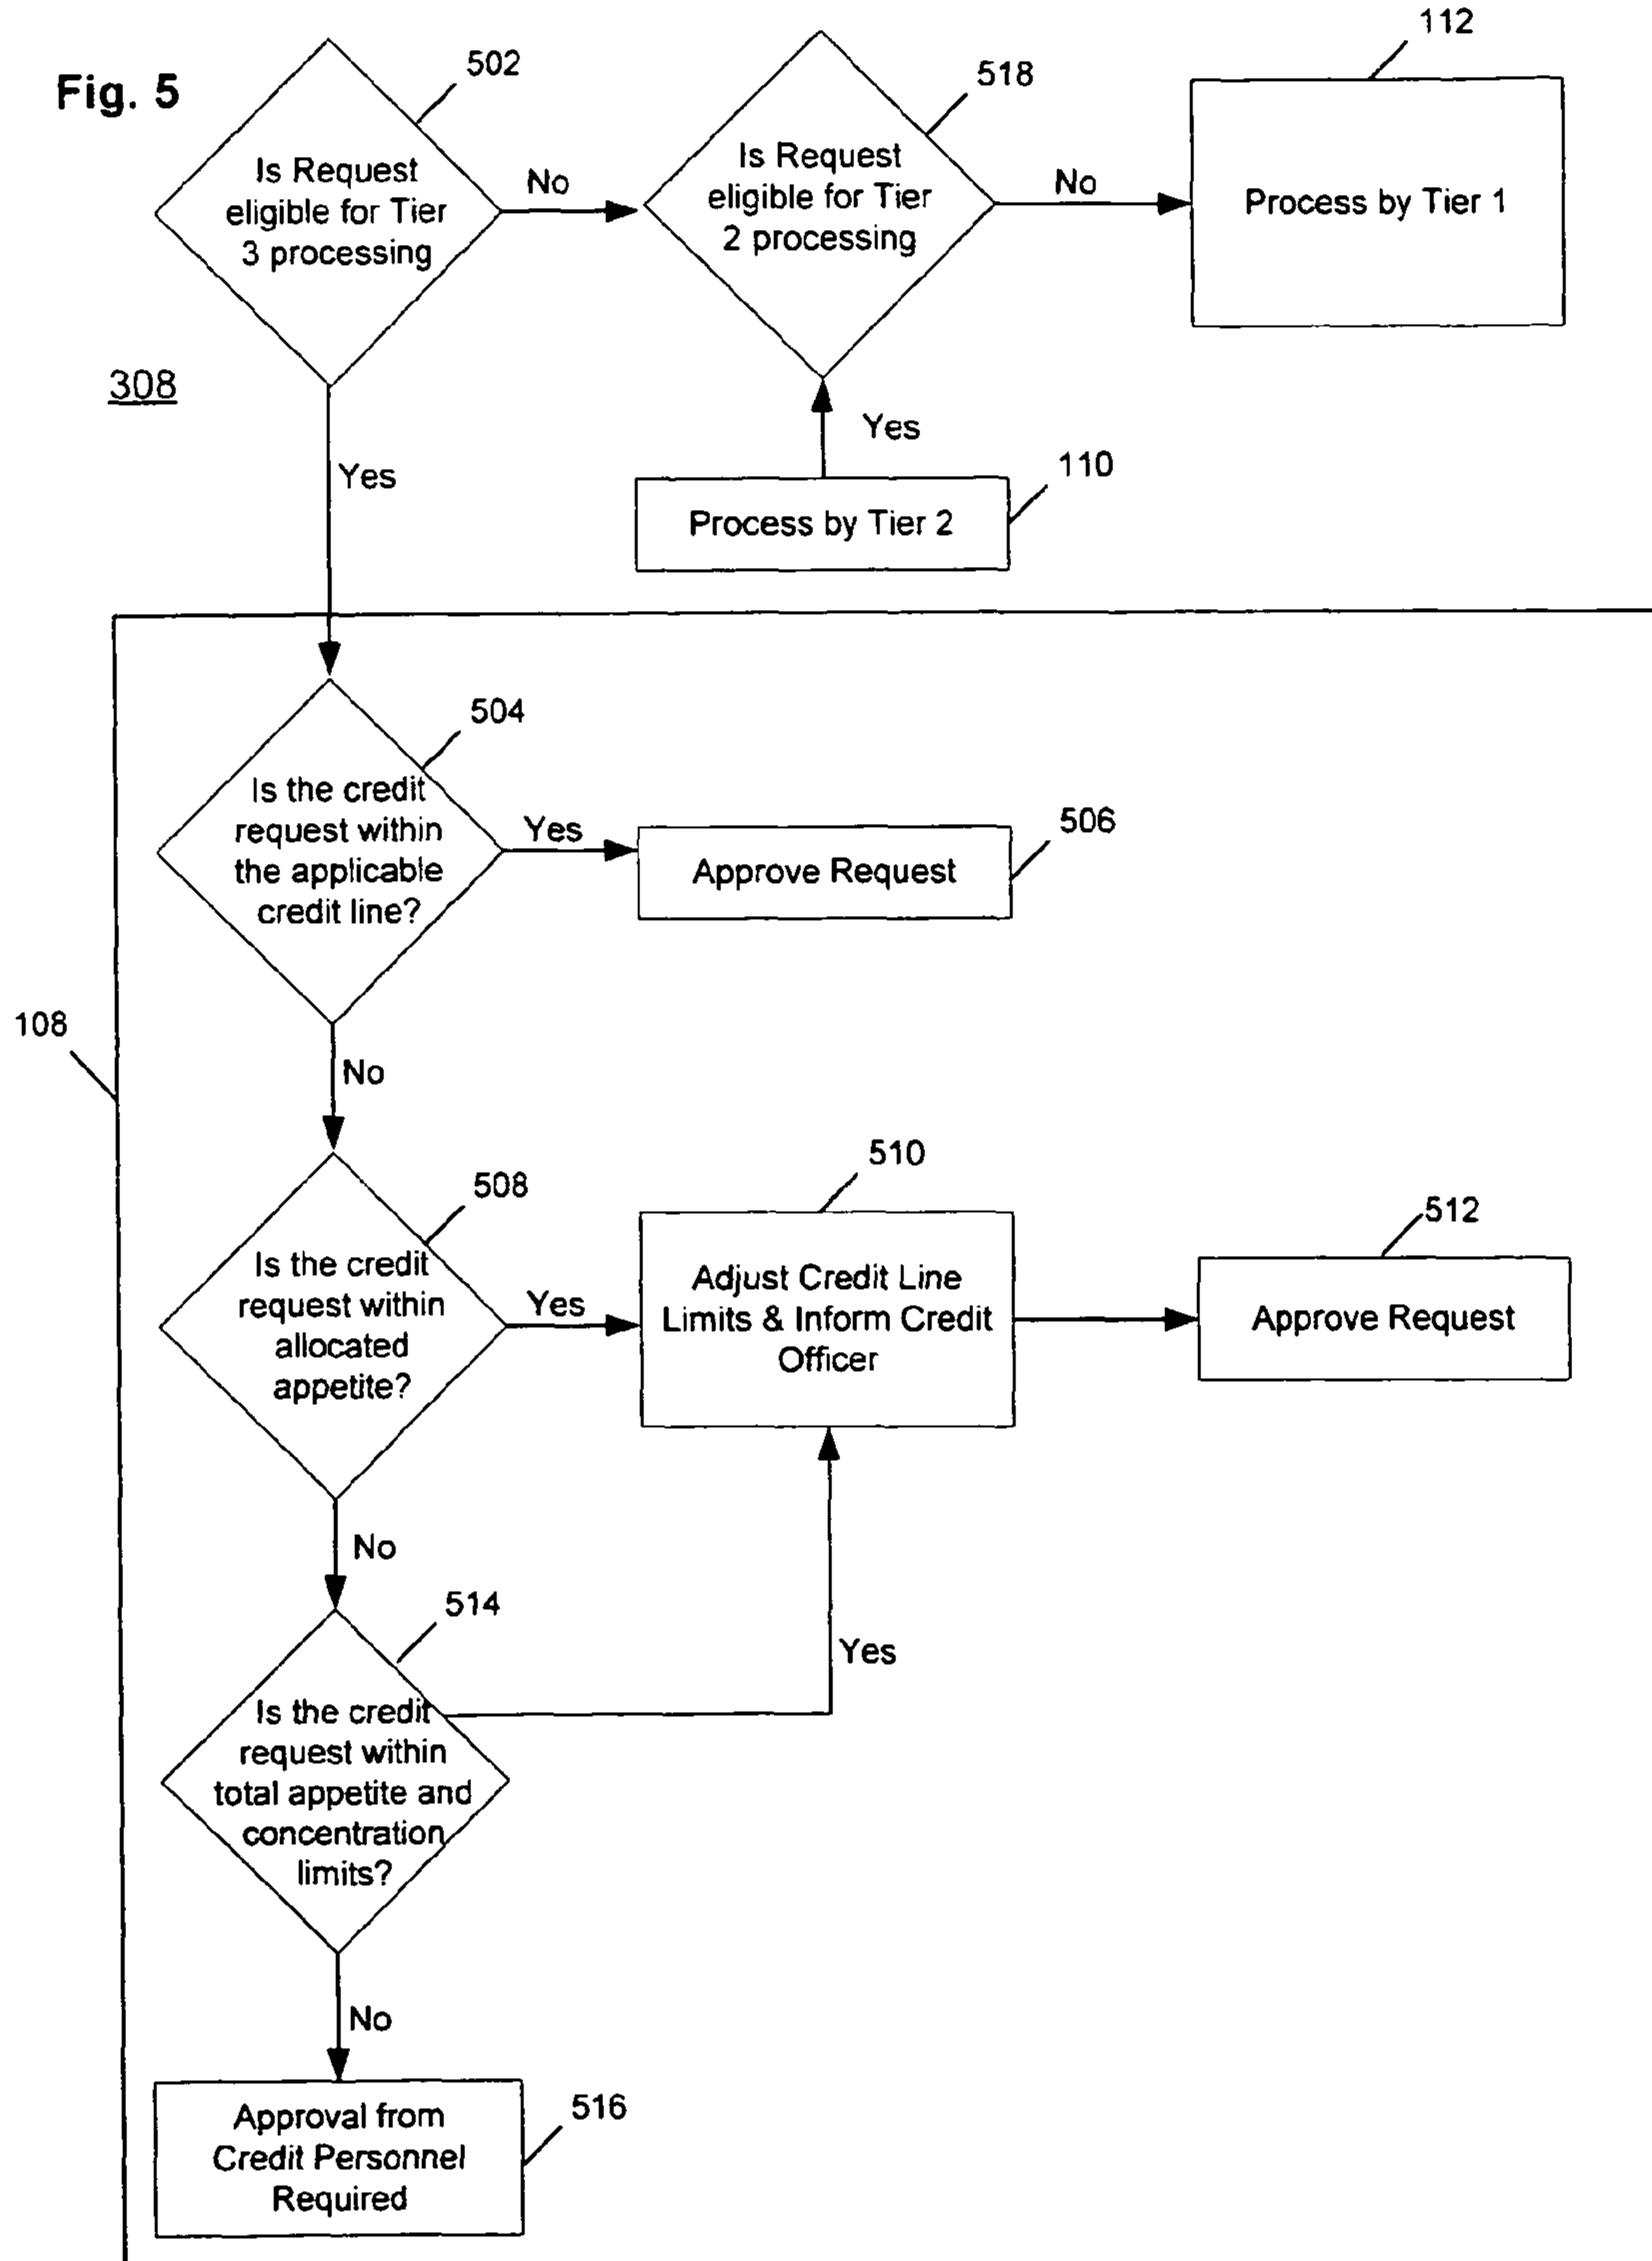 Fig. 5
502
518
112
Is Request
eligible for Tier
3 processing
No
Is Request
eligible for Tier
2 processing
No
Process by Tier 1
308
Yes
Yes
110
Process by Tier 2
504
Is the credit
request within
the applicable
credit line?
Yes
506
Approve Request
108
No
508
Is the credit
request within
allocated
appetite?
Yes
510
Adjust Credit Line
Limits & Inform Credit
Officer
512
Approve Request
No
514
Is the credit
request within
total appetite and
concentration
limits?
Yes
No
516
Approval from
Credit Personnel
Required